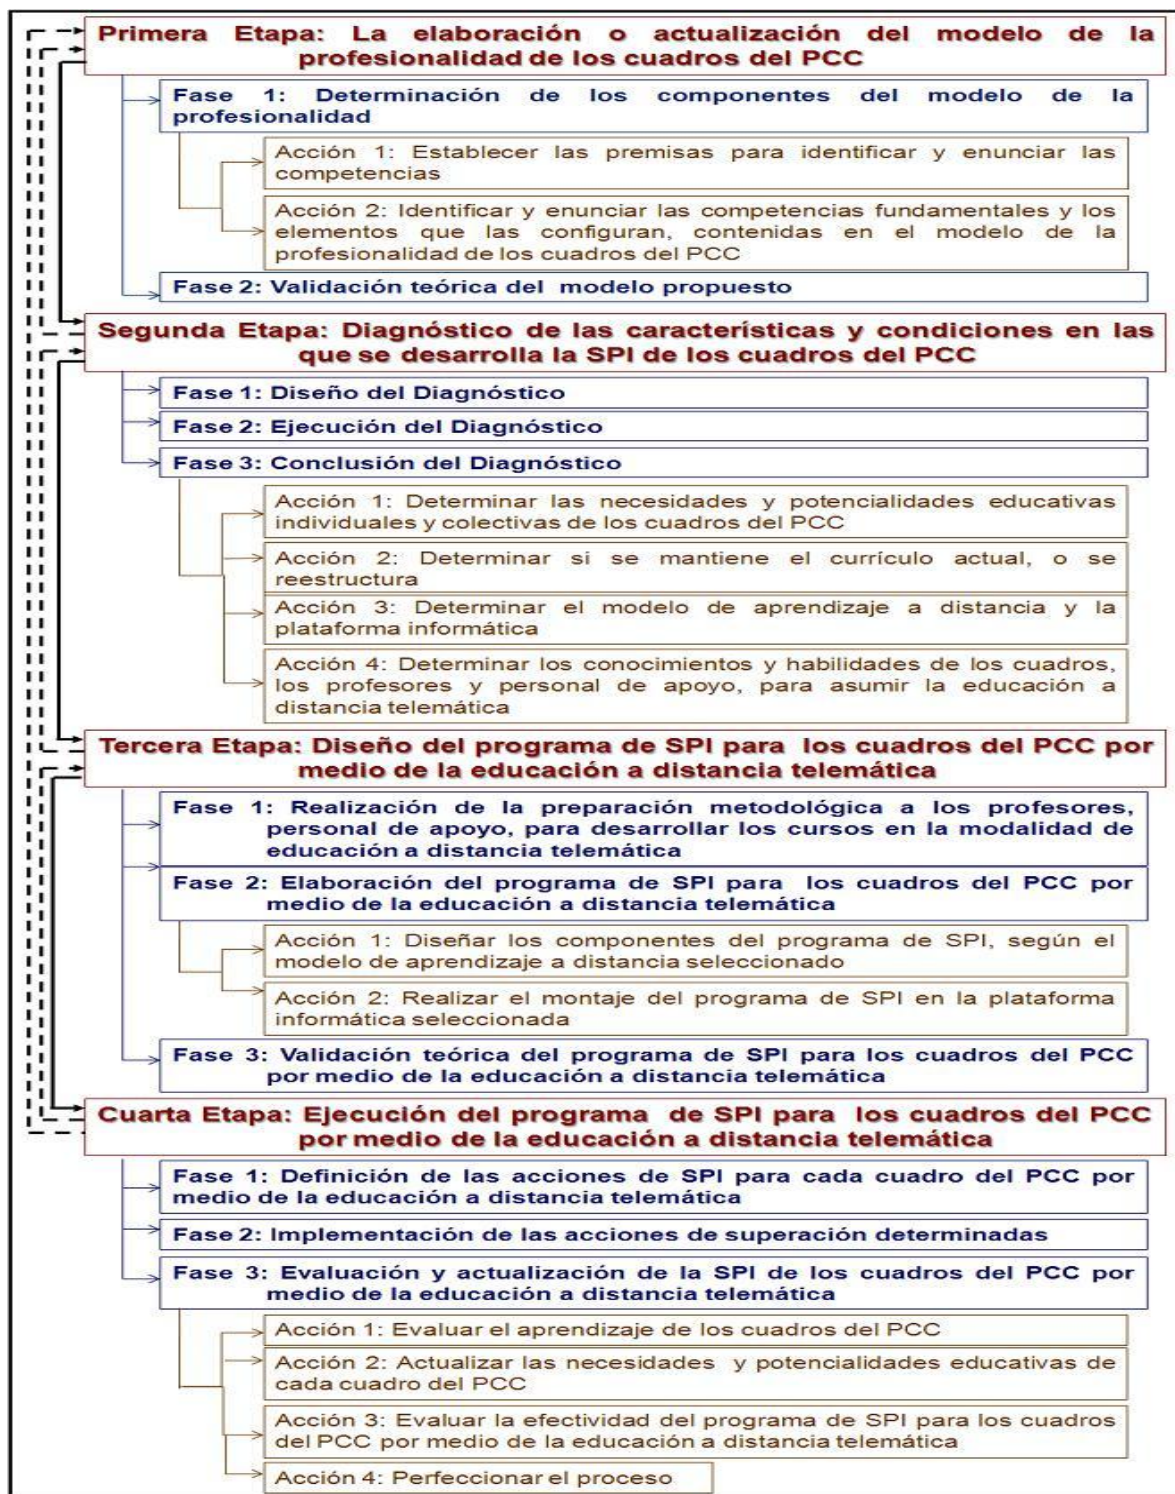 Primera Etapa: La elaboración o actualización del modelo de la
profesionalidad de los cuadros del PCC
Fase 1: Determinación de los componentes del modelo de la
profesionalidad
Acción 1: Establecer las premisas para identificar y enunciar las
competencias
Acción 2: Identificar y enunciar las competencias fundamentales y los
elementos que las configuran, contenidas en el modelo de la
profesionalidad de los cuadros del PCC
Fase 2: Validación teórica del modelo propuesto
Segunda Etapa: Diagnóstico de las características y condiciones en las
que se desarrolla la SPI de los cuadros del PCC
Fase 1: Diseño del Diagnóstico
Fase 2: Ejecución del Diagnóstico
Fase 3: Conclusión del Diagnóstico
Acción 1: Determinar las necesidades y potencialidades educativas
individuales y colectivas de los cuadros del PCC
Acción 2: Determinar si se mantiene el currículo actual, o se
reestructura
Acción 3: Determinar el modelo de aprendizaje a distancia y la
plataforma informática
Acción 4: Determinar los conocimientos y habilidades de los cuadros,
los profesores y personal de apoyo, para asumir la educación a
distancia telemática
Tercera Etapa: Diseño del programa de SPI para los cuadros del PCC por
medio de la educación a distancia telemática
Fase 1: Realización de la preparación metodológica a los profesores,
personal de apoyo, para desarrollar los cursos en la modalidad de
educación a distancia telemática
Fase 2: Elaboración del programa de SPI para los cuadros del PCC por
medio de la educación a distancia telemática
Acción 1: Diseñar los componentes del programa de SPI, según el
modelo de aprendizaje a distancia seleccionado
Acción 2: Realizar el montaje del programa de SPI en la plataforma
informática seleccionada
Fase 3: Validación teórica del programa de SPI para los cuadros del PCC
por medio de la educación a distancia telemática
Cuarta Etapa: Ejecución del programa de SPI para los cuadros del PCC
por medio de la educación a distancia telemática
Fase 1: Definición de las acciones de SPI para cada cuadro del PCC por
medio de la educación a distancia telemática
Fase 2: Implementación de las acciones de superación determinadas
Fase 3: Evaluación y actualización de la SPI de los cuadros del PCC por
medio de la educación a distancia telemática
Acción 1: Evaluar el aprendizaje de los cuadros del PCC
Acción 2: Actualizar las necesidades y potencialidades educativas de
cada cuadro del PCC
Acción 3: Evaluar la efectividad del programa de SPI para los cuadros
del PCC por medio de la educación a distancia telemática
Acción 4: Perfeccionar el proceso